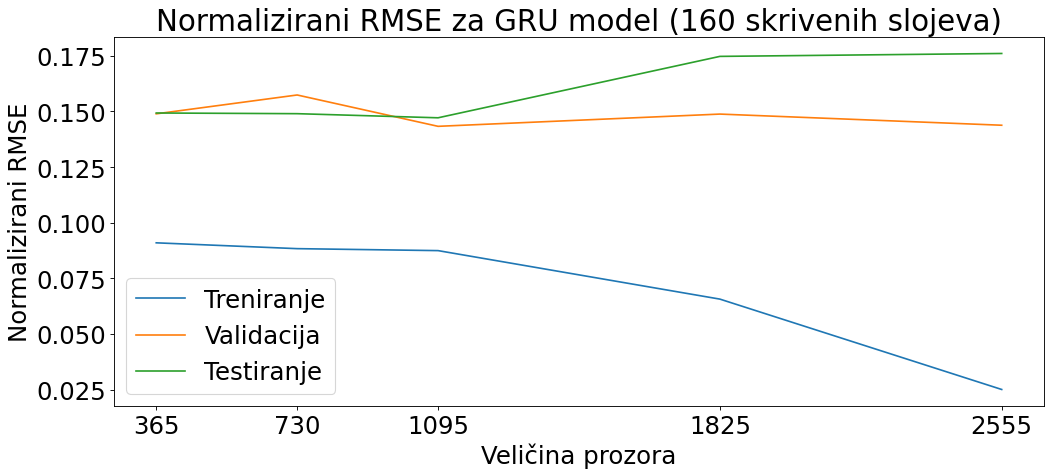 Normalizirani RMSE za GRU model (160 skrivenih slojeva)
Normalizirani RMSE
0.175
0.150
0.125
0.100
0.075
0.050
0.025
Treniranje
Validacija
Testiranje
365 730 1095 1825 2555
Veličina prozora